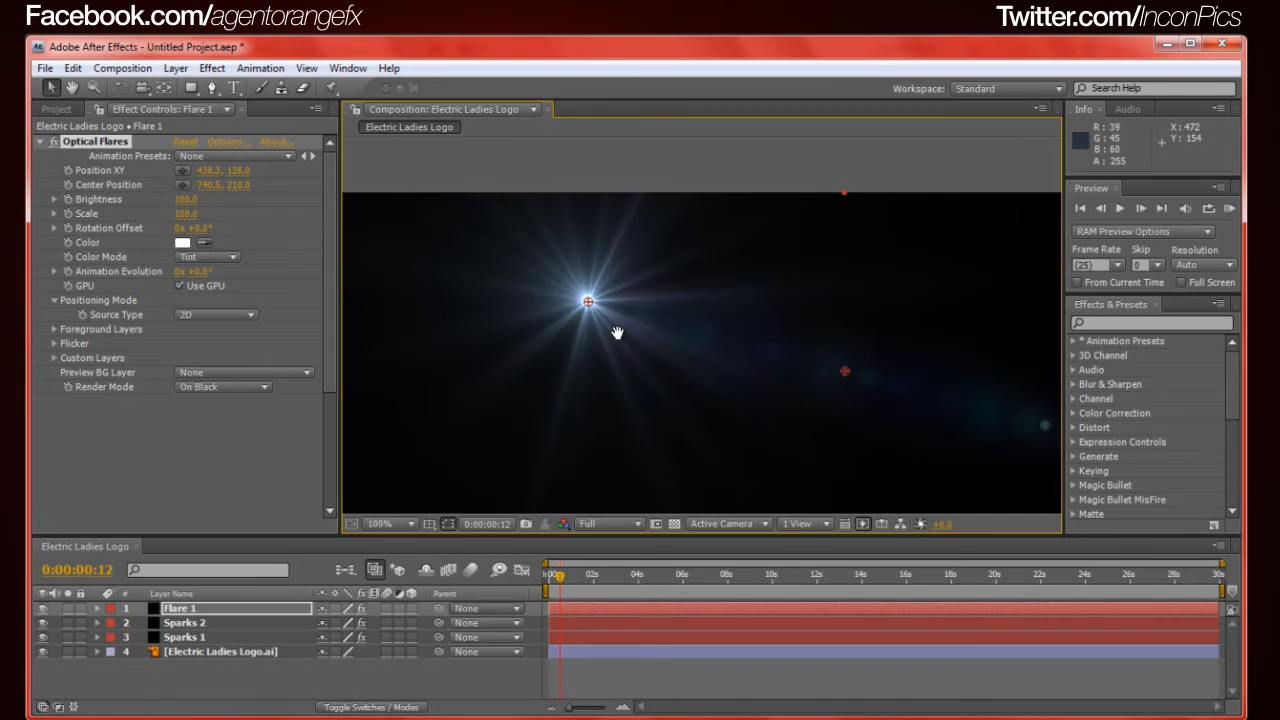 Facebook.com/agentorangefx
Twitter.com/InconPics
Adobe After Effects - Untitled Project.aep *
File Edit Composition Layer Effect Animation View Window Help
Workspace: Standard
Search Help
Project Effect Controls: Flare 1
Electric Ladies Logo • Flare 1
Optical Flares Reset Options... About...
Animation Presets: None
Position XY 438.3, 128.0
Center Position 740.5, 210.0
Brightness 100.0
Scale 100.0
Rotation Offset 0x +0.0°
Color
Color Mode Tint
Animation Evolution 0x +0.0°
GPU Use GPU
Positioning Mode
Source Type 2D
Foreground Layers
Flicker
Custom Layers
Preview BG Layer None
Render Mode On Black
Composition: Electric Ladies Logo
Electric Ladies Logo
100% 0:00:00:12 Full Active Camera 1 View +0.0
Info Audio
R : 39 X : 472
G : 45 Y : 154
B : 60
A : 255
Preview
RAM Preview Options
Frame Rate Skip Resolution
(25) 0 Auto
From Current Time Full Screen
Effects & Presets
* Animation Presets
3D Channel
Audio
Blur & Sharpen
Channel
Color Correction
Distort
Expression Controls
Generate
Keying
Magic Bullet
Magic Bullet MisFire
Matte
Electric Ladies Logo
0:00:00:12
02s 04s 06s 08s 10s 12s 14s 16s 18s 20s 22s 24s 26s 28s 30s
# Layer Name Parent
1 Flare 1 None
2 Sparks 2 None
3 Sparks 1 None
4 [Electric Ladies Logo.ai] None
Toggle Switches / Modes